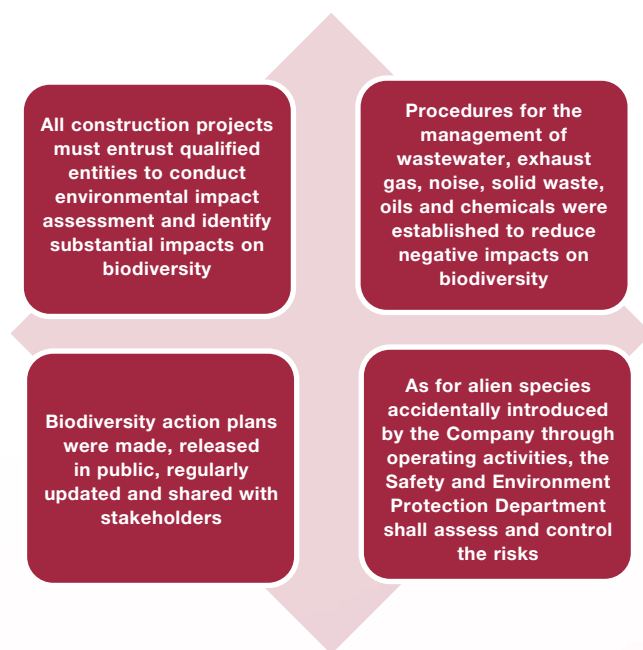 All construction projects
must entrust qualified
entities to conduct
environmental impact
assessment and identify
substantial impacts on
biodiversity
Procedures for the
management of
wastewater, exhaust
gas, noise, solid waste,
oils and chemicals were
established to reduce
negative impacts on
biodiversity
Biodiversity action plans
were made, released
in public, regularly
updated and shared with
stakeholders
As for alien species
accidentally introduced
by the Company through
operating activities, the
Safety and Environment
Protection Department
shall assess and control
the risks